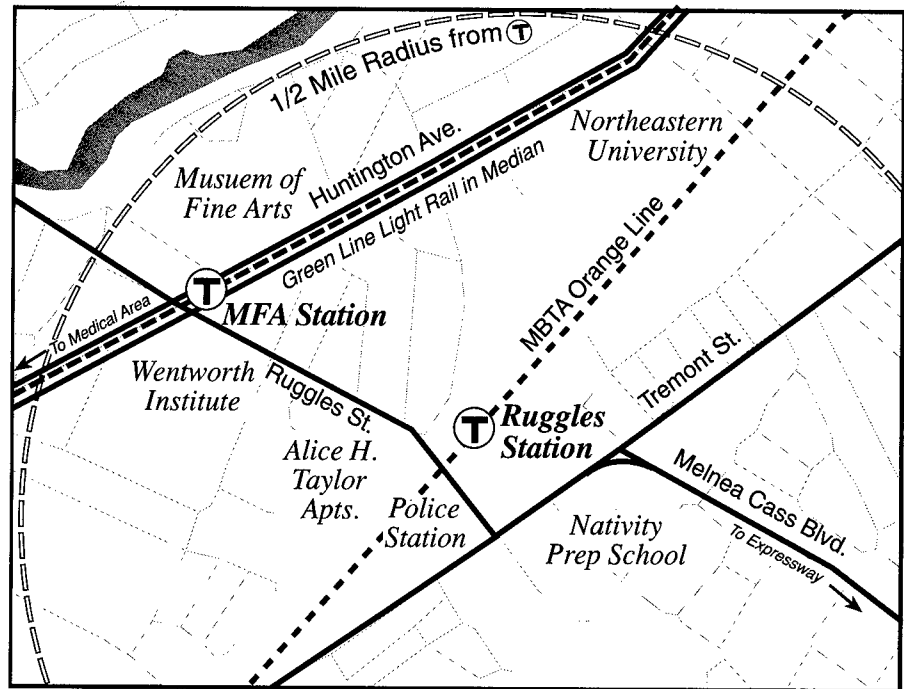 1/2 Mile Radius from T
Northeastern
University
Musuem of
Fine Arts
Huntington Ave.
Green Line Light Rail in Median
MBTA Orange Line
T
MFA Station
To Medical Area
Wentworth
Institute
Ruggles St.
Tremont St.
T
Ruggles
Station
Alice H.
Taylor
Apts.
Police
Station
Melnea Cass Blvd.
To Expressway
Nativity
Prep School